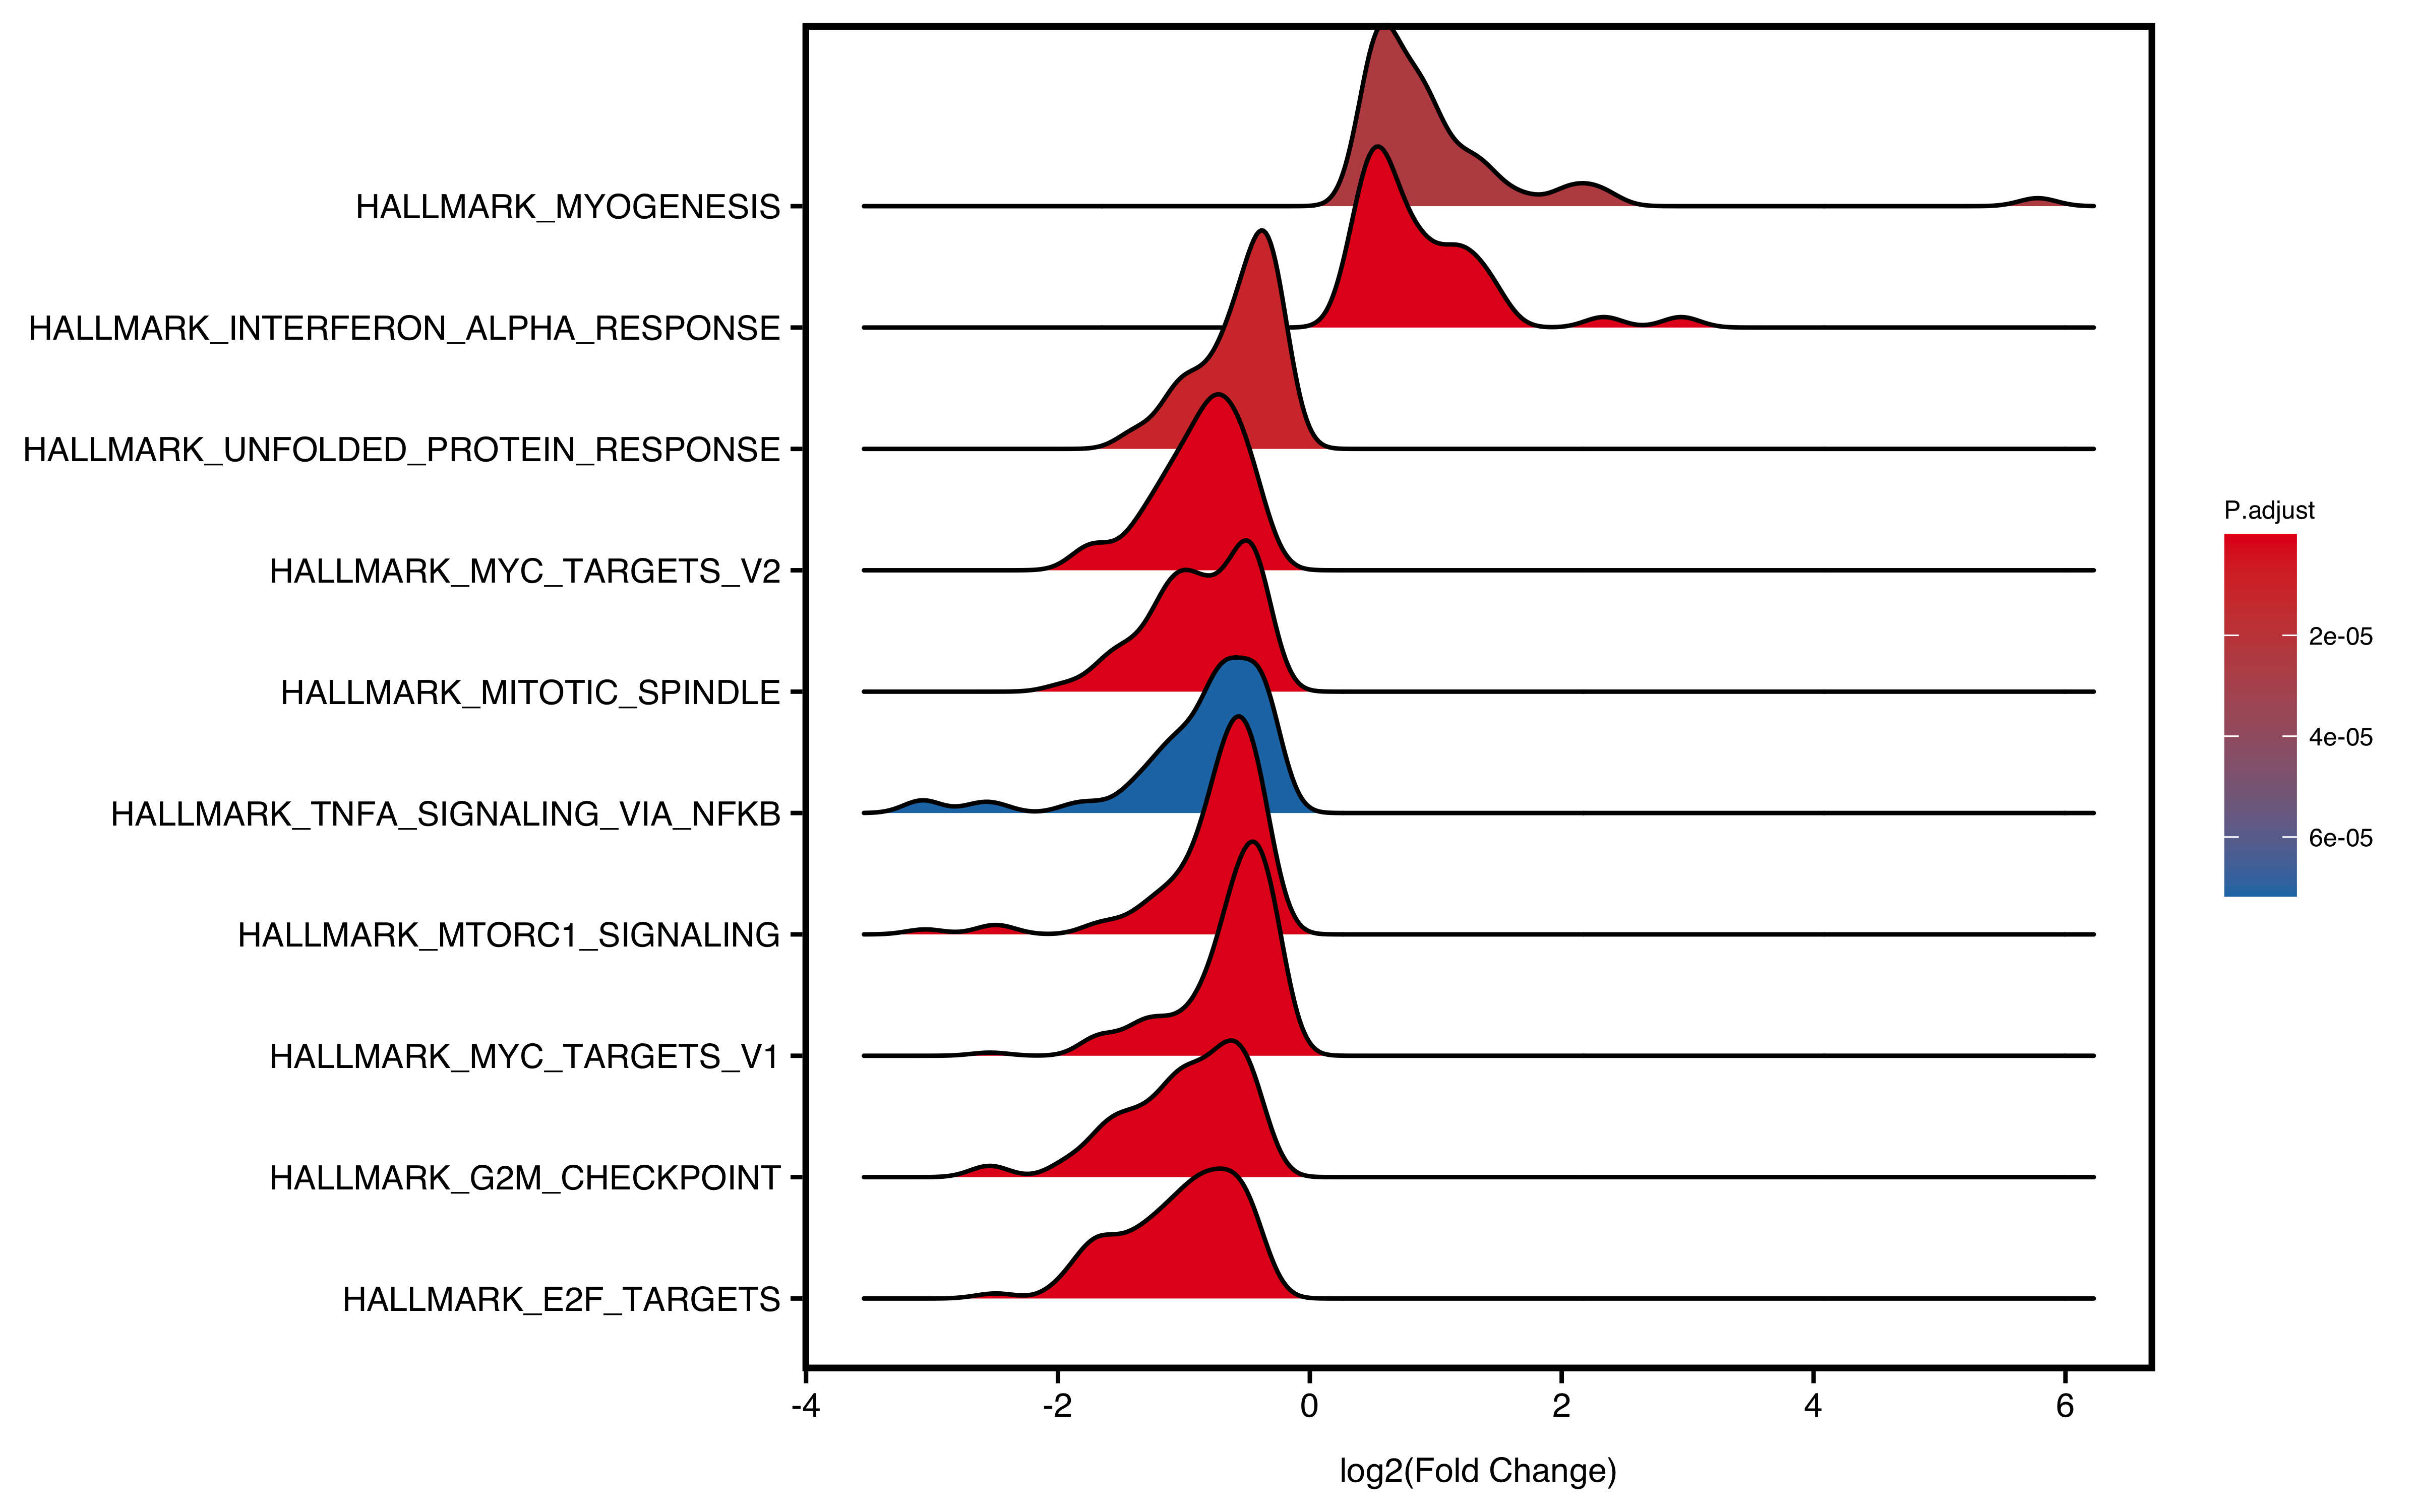 HALLMARK_MYOGENESIS
HALLMARK_INTERFERON_ALPHA_RESPONSE
HALLMARK_UNFOLDED_PROTEIN_RESPONSE
HALLMARK_MYC_TARGETS_V2
HALLMARK_MITOTIC_SPINDLE
HALLMARK_TNFA_SIGNALING_VIA_NFKB
HALLMARK_MTORC1_SIGNALING
HALLMARK_MYC_TARGETS_V1
HALLMARK_G2M_CHECKPOINT
HALLMARK_E2F_TARGETS
-4 -2 0 2 4 6
log2(Fold Change)
P.adjust
2e-05
4e-05
6e-05